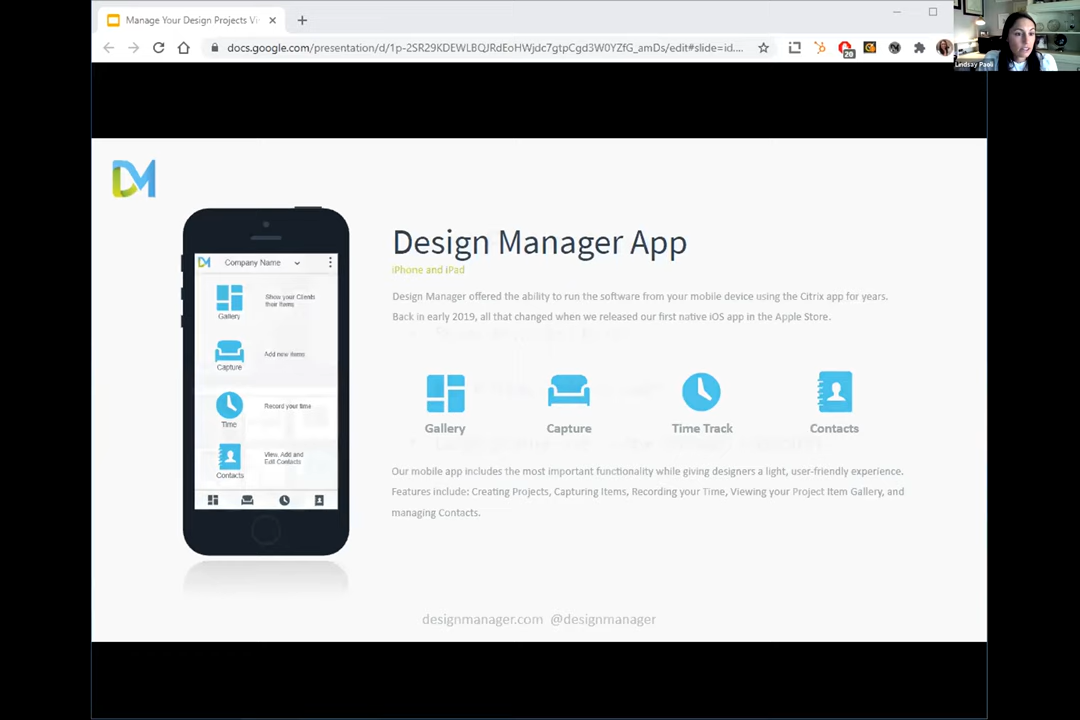 Manage Your Design Projects Vi
docs.google.com/presentation/d/1p-2SR29KDEWLBQJRdEoHWjdc7gtpCgd3W0YZfG_amDs/edit#slide=id....
20
Lindsay Paoli
DM
Design Manager App
iPhone and iPad
Design Manager offered the ability to run the software from your mobile device using the Citrix app for years.
Back in early 2019, all that changed when we released our first native iOS app in the Apple Store.
DM Company Name
Gallery
Show your Clients
their Items
Capture
Add new items
Time
Record your time
Contacts
View, Add and
Edit Contacts
Gallery
Capture
Time Track
Contacts
Our mobile app includes the most important functionality while giving designers a light, user-friendly experience.
Features include: Creating Projects, Capturing Items, Recording your Time, Viewing your Project Item Gallery, and
managing Contacts.
designmanager.com @designmanager